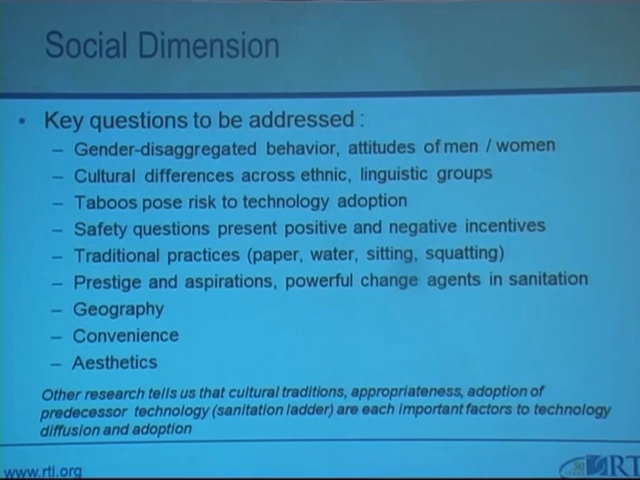 Social Dimension
• Key questions to be addressed :
– Gender-disaggregated behavior, attitudes of men / women
– Cultural differences across ethnic, linguistic groups
– Taboos pose risk to technology adoption
– Safety questions present positive and negative incentives
– Traditional practices (paper, water, sitting, squatting)
– Prestige and aspirations, powerful change agents in sanitation
– Geography
– Convenience
– Aesthetics
Other research tells us that cultural traditions, appropriateness, adoption of
predecessor technology (sanitation ladder) are each important factors to technology
diffusion and adoption
www.rti.org
RT